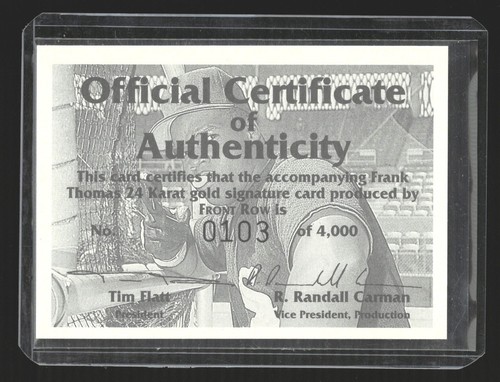 Official Certificate
of
Authenticity
This card certifies that the accompanying Frank
Thomas 24 Karat gold signature card produced by
FRONT ROW is
No. 0103 of 4,000
Tim Flatt R. Randall Carman
President Vice President, Production